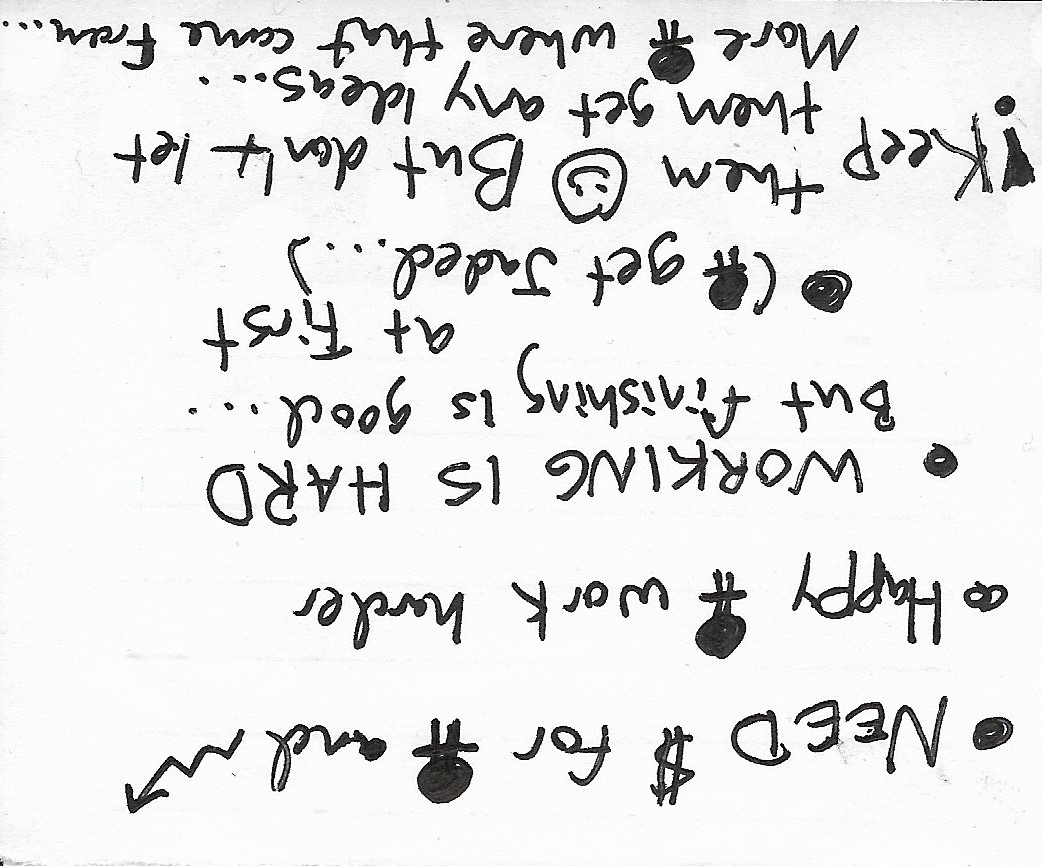 • NEED $ for and
• Happy work harder
• WORKING IS HARD
But finishing is good....
at First
• ( get Jaded...)
! Keep them But don't let
them get any Ideas...
More where that came from...